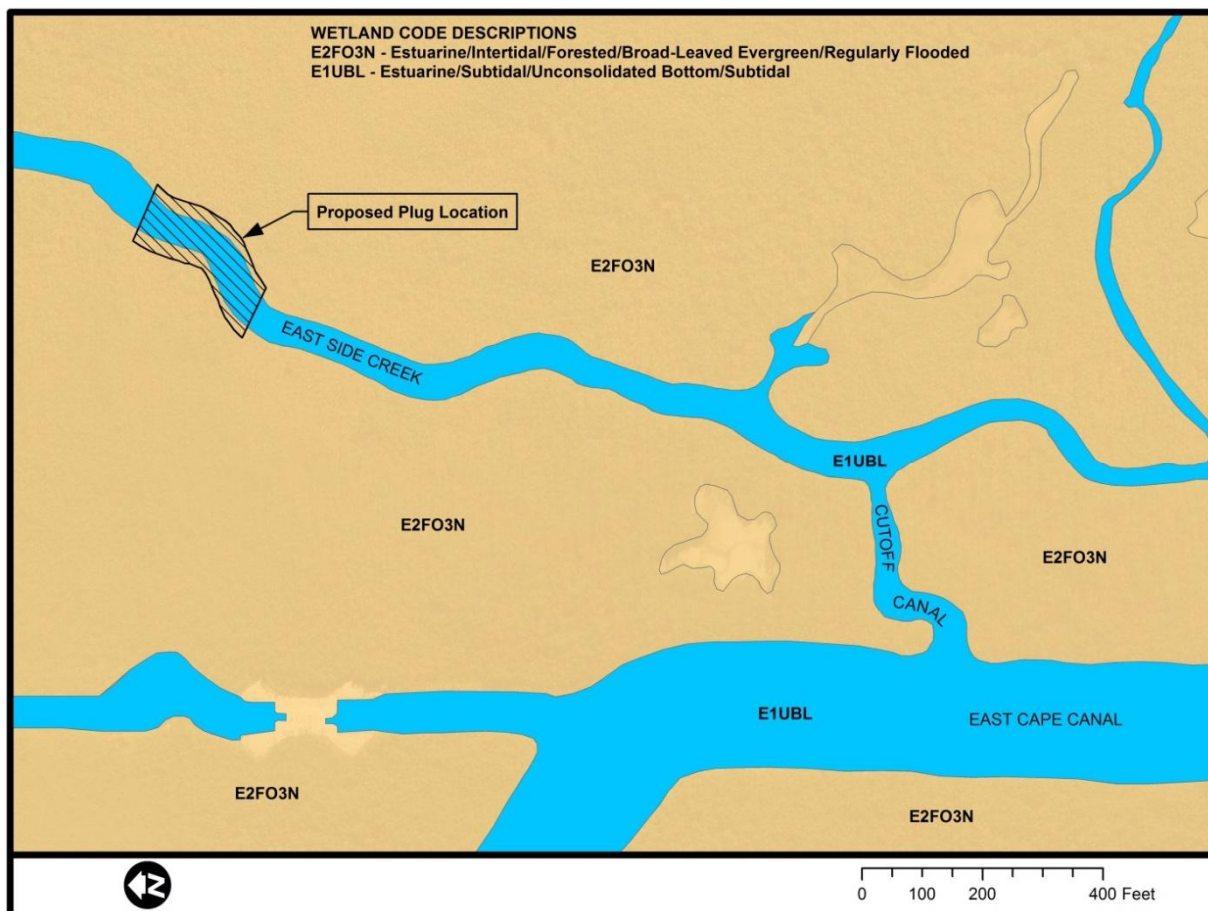 WETLAND CODE DESCRIPTIONS
E2FO3N - Estuarine/Intertidal/Forested/Broad-Leaved Evergreen/Regularly Flooded
E1UBL - Estuarine/Subtidal/Unconsolidated Bottom/Subtidal
Proposed Plug Location
E2FO3N
EAST SIDE CREEK
E1UBL
E2FO3N
CUTOFF
E2FO3N
CANAL
E1UBL
EAST CAPE CANAL
E2FO3N
E2FO3N
N
0 100 200 400 Feet